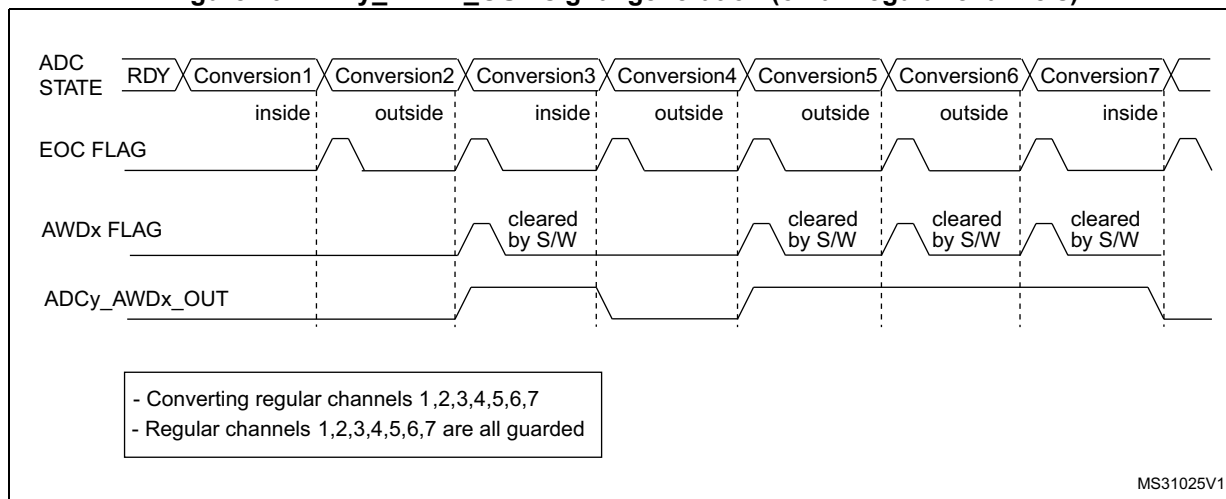 ADC
STATE
RDY Conversion1 Conversion2 Conversion3 Conversion4 Conversion5 Conversion6 Conversion7
inside outside inside outside outside outside inside
EOC FLAG
AWDx FLAG
cleared
by S/W
cleared
by S/W
cleared
by S/W
cleared
by S/W
ADCy_AWDx_OUT
- Converting regular channels 1,2,3,4,5,6,7
- Regular channels 1,2,3,4,5,6,7 are all guarded
MS31025V1